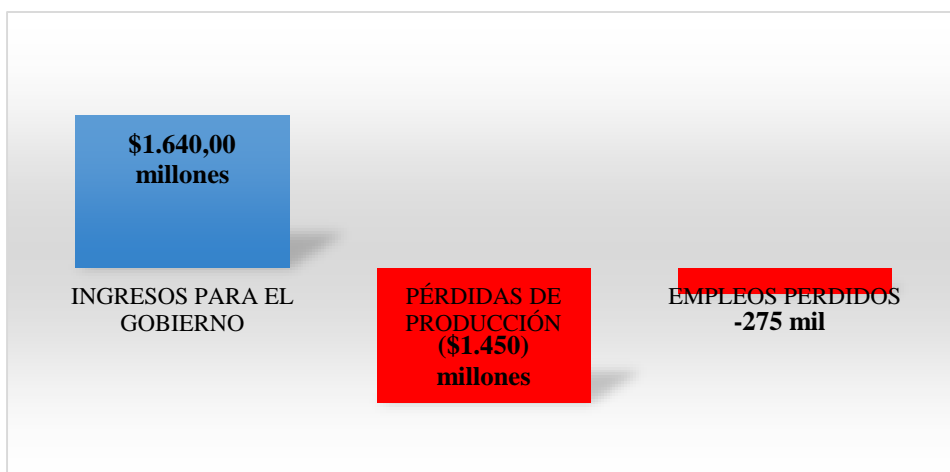 $1.640,00
millones
INGRESOS PARA EL
GOBIERNO
PÉRDIDAS DE
PRODUCCIÓN
($1.450)
millones
EMPLEOS PERDIDOS
-275 mil